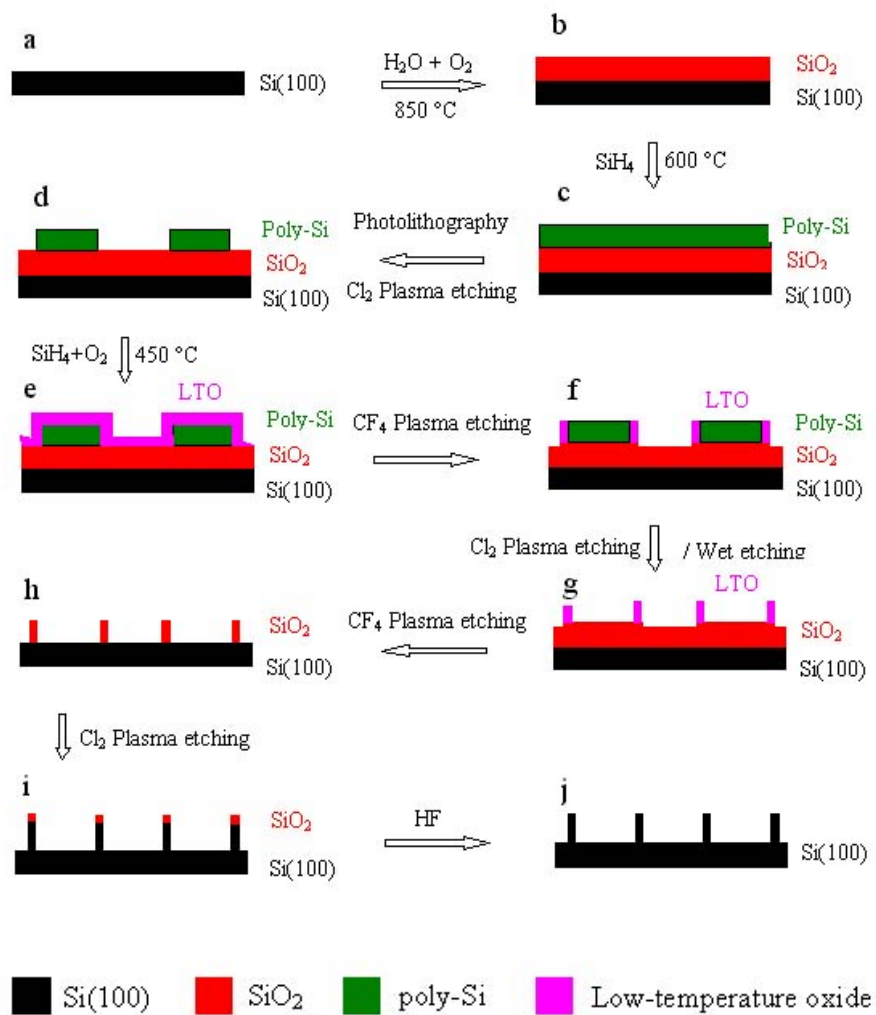 a
Si(100)
H₂O + O₂
850 °C
b
SiO₂
Si(100)
SiH₄ 600 °C
c
Poly-Si
SiO₂
Si(100)
Photolithography
Cl₂ Plasma etching
d
Poly-Si
SiO₂
Si(100)
SiH₄+O₂ 450 °C
e
LTO
Poly-Si
SiO₂
Si(100)
CF₄ Plasma etching
f
LTO
Poly-Si
SiO₂
Si(100)
Cl₂ Plasma etching / Wet etching
g
LTO
SiO₂
Si(100)
CF₄ Plasma etching
h
SiO₂
Si(100)
Cl₂ Plasma etching
i
SiO₂
Si(100)
HF
j
Si(100)
Si(100) SiO₂ poly-Si Low-temperature oxide